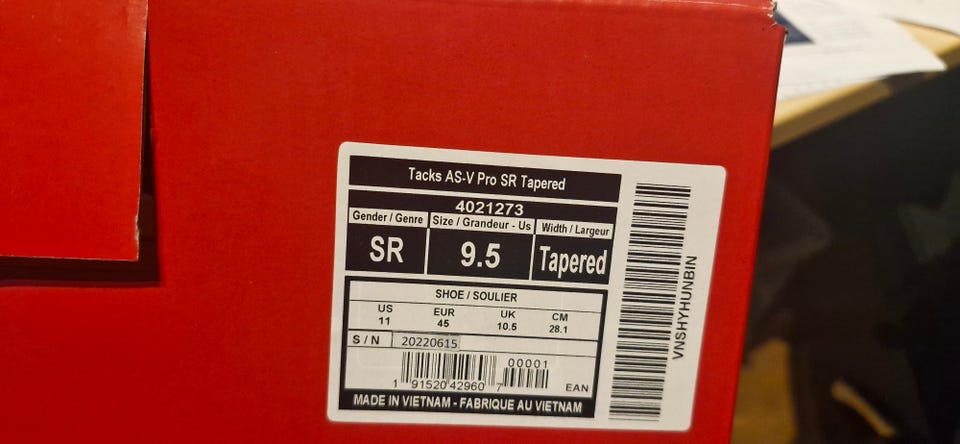 Tacks AS-V Pro SR Tapered
4021273
Gender / Genre Size / Grandeur - Us Width / Largeur
SR 9.5 Tapered
SHOE / SOULIER
US EUR UK CM
11 45 10.5 28.1
S / N 20220615
00001
1 91520 42960 7 EAN
MADE IN VIETNAM - FABRIQUE AU VIETNAM
VNSHYHUNBIN